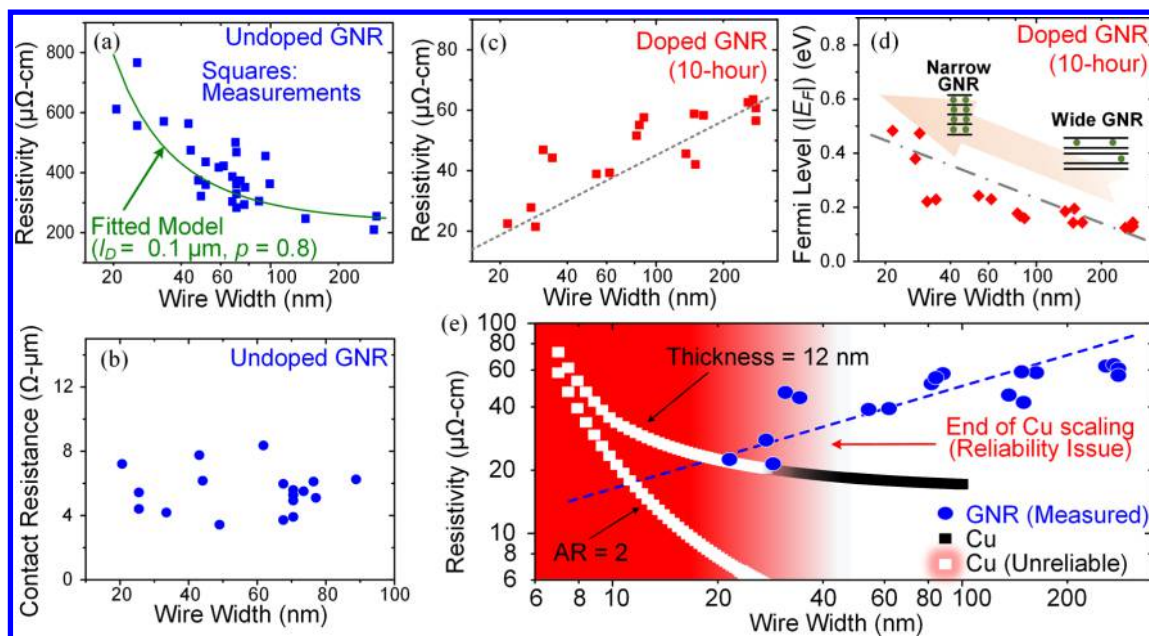 (a)
Undoped GNR
Squares:
Measurements
Fitted Model
(l_D = 0.1 μm, p = 0.8)
Resistivity (μΩ-cm)
800
600
400
200
20 40 60 80 100 200
Wire Width (nm)
(c)
Doped GNR
(10-hour)
Resistivity (μΩ-cm)
80
60
40
20
20 40 60 100 200
Wire Width (nm)
(d)
Doped GNR
(10-hour)
Narrow
GNR
Wide GNR
Fermi Level (|E_F|) (eV)
0.8
0.6
0.4
0.2
0.0
20 40 60 100 200
Wire Width (nm)
(b)
Undoped GNR
Contact Resistance (Ω-μm)
12
8
4
0
20 40 60 80 100
Wire Width (nm)
(e)
Thickness = 12 nm
End of Cu scaling
(Reliability Issue)
AR = 2
GNR (Measured)
Cu
Cu (Unreliable)
Resistivity (μΩ-cm)
100
80
60
40
20
10
8
6
6 8 10 20 40 60 80 100 200
Wire Width (nm)